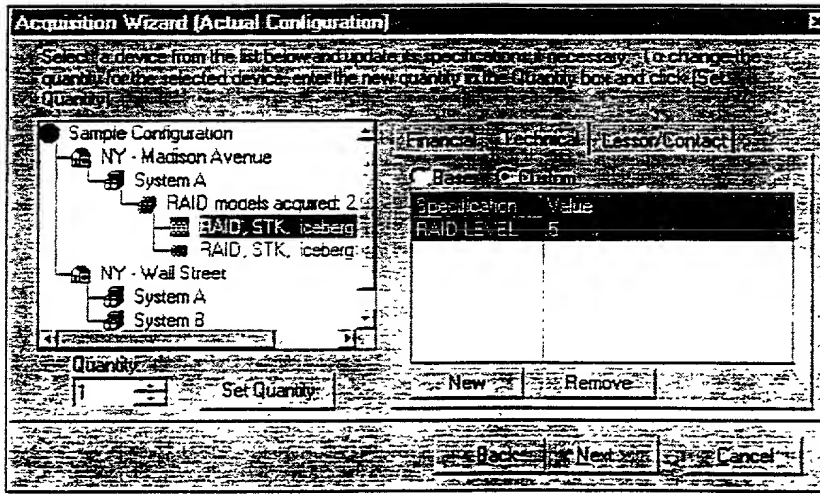 Acquisition Wizard (Actual Configuration)
Select a device from the list below and update its specifications if necessary. To change the
quantity for the selected device, enter the new quantity in the Quantity box and click [Set
Quantity].
Sample Configuration
NY - Madison Avenue
System A
RAID models acquired: 2
RAID, STK, iceberg
RAID, STK, iceberg
NY - Wall Street
System A
System B
Quantity:
1
Set Quantity
Financial Technical Lessor/Contact
Base Custom
Specification Value
RAID LEVEL 5
New Remove
Back Next Cancel